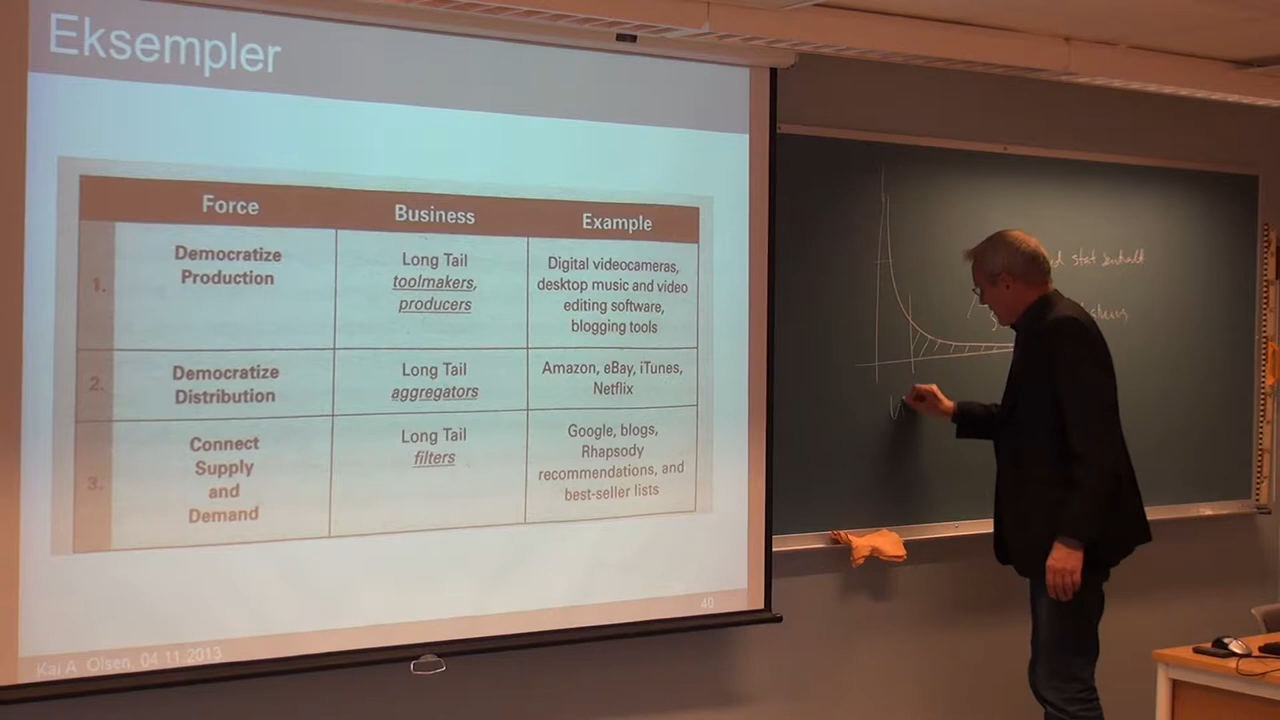 Eksempler
Force
Business
Example
1.
Democratize
Production
Long Tail
toolmakers,
producers
Digital videocameras,
desktop music and video
editing software,
blogging tools
2.
Democratize
Distribution
Long Tail
aggregators
Amazon, eBay, iTunes,
Netflix
3.
Connect
Supply
and
Demand
Long Tail
filters
Google, blogs,
Rhapsody
recommendations, and
best-seller lists
40
Kai A. Olsen, 04.11.2013